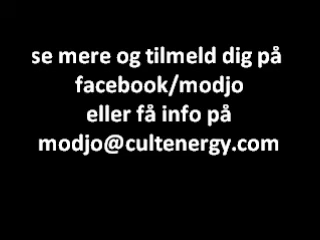 se mere og tilmeld dig på
facebook/modjo
eller få info på
modjo@cultenergy.com